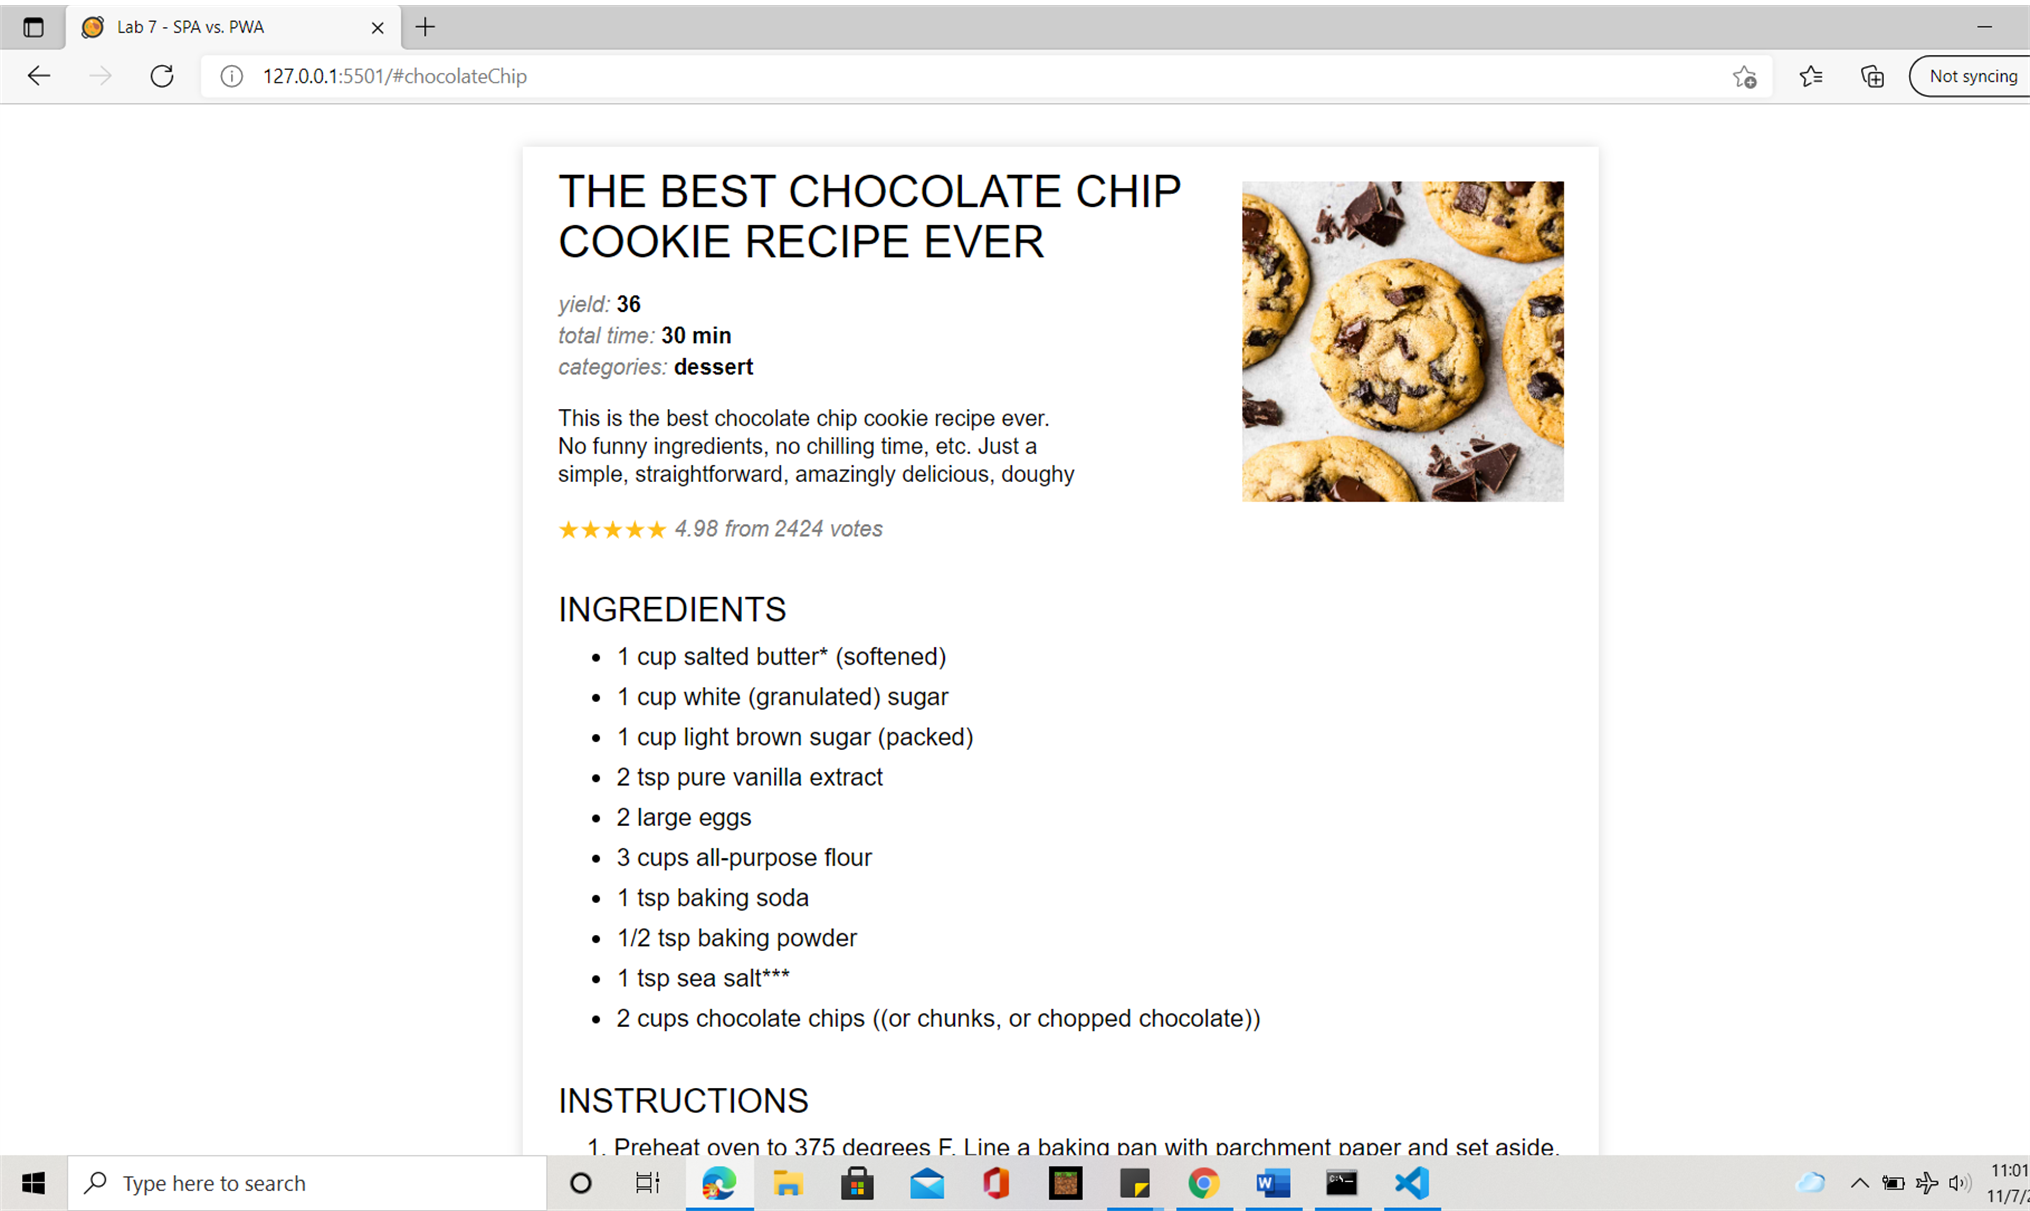 Lab 7 - SPA vs. PWA
127.0.0.1:5501/#chocolateChip
Not syncing
THE BEST CHOCOLATE CHIP
COOKIE RECIPE EVER
yield: 36
total time: 30 min
categories: dessert
This is the best chocolate chip cookie recipe ever.
No funny ingredients, no chilling time, etc. Just a
simple, straightforward, amazingly delicious, doughy
★★★★★ 4.98 from 2424 votes
INGREDIENTS
• 1 cup salted butter* (softened)
• 1 cup white (granulated) sugar
• 1 cup light brown sugar (packed)
• 2 tsp pure vanilla extract
• 2 large eggs
• 3 cups all-purpose flour
• 1 tsp baking soda
• 1/2 tsp baking powder
• 1 tsp sea salt***
• 2 cups chocolate chips ((or chunks, or chopped chocolate))
INSTRUCTIONS
1. Preheat oven to 375 degrees F. Line a baking pan with parchment paper and set aside.
Type here to search
11:01
11/7/2